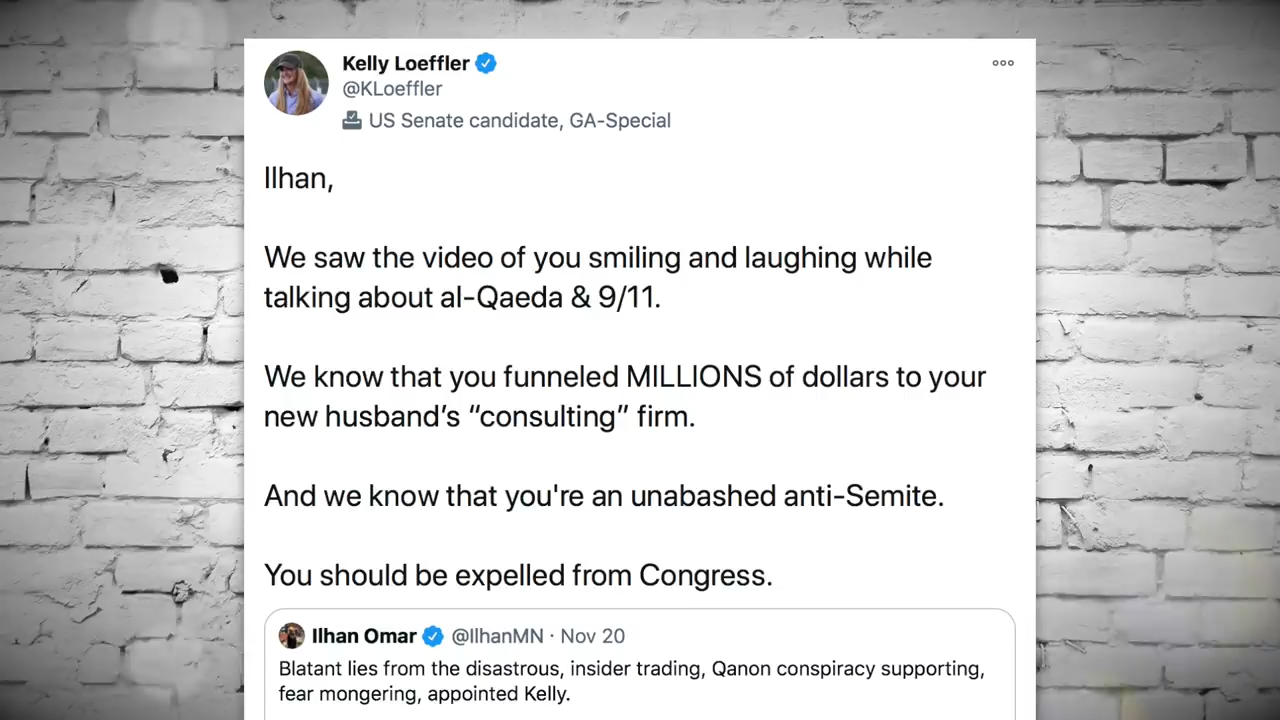 Kelly Loeffler
@KLoeffler
US Senate candidate, GA-Special
Ilhan,
We saw the video of you smiling and laughing while
talking about al-Qaeda & 9/11.
We know that you funneled MILLIONS of dollars to your
new husband’s “consulting” firm.
And we know that you're an unabashed anti-Semite.
You should be expelled from Congress.
Ilhan Omar @IlhanMN · Nov 20
Blatant lies from the disastrous, insider trading, Qanon conspiracy supporting,
fear mongering, appointed Kelly.